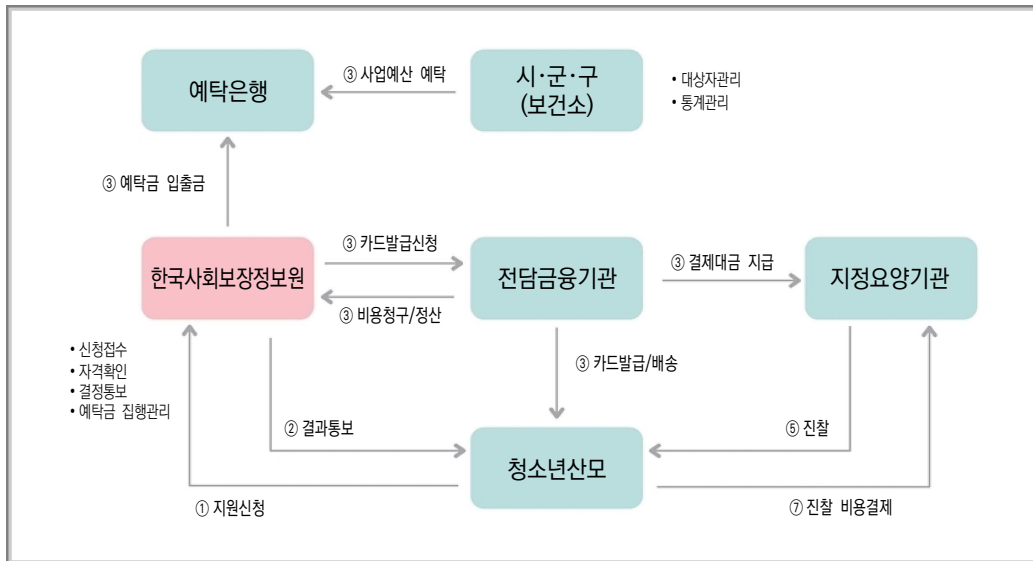 예탁은행
③ 사업예산 예탁
시·군·구
(보건소)
• 대상자관리
• 통계관리
③ 예탁금 입출금
한국사회보장정보원
③ 카드발급신청
③ 비용청구/정산
전담금융기관
③ 결제대금 지급
지정요양기관
• 신청접수
• 자격확인
• 결정통보
• 예탁금 집행관리
③ 카드발급/배송
② 결과통보
⑤ 진찰
청소년산모
① 지원신청
⑦ 진찰 비용결제